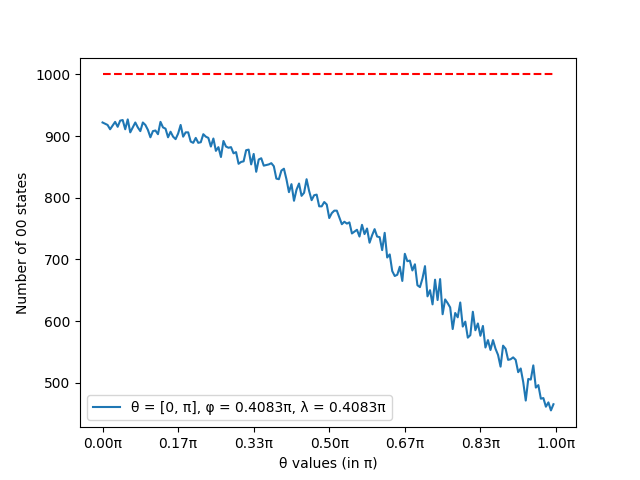 1000
900
800
700
600
500
Number of 00 states
θ = [0, π], φ = 0.4083π, λ = 0.4083π
0.00π 0.17π 0.33π 0.50π 0.67π 0.83π 1.00π
θ values (in π)